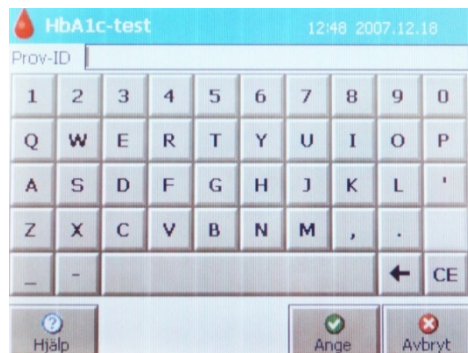 HbA1c-test 12:48 2007.12.18
Prov-ID
1 2 3 4 5 6 7 8 9 0
Q W E R T Y U I O P
A S D F G H J K L '
Z X C V B N M , .
_ - ← CE
Hjälp Ange Avbryt